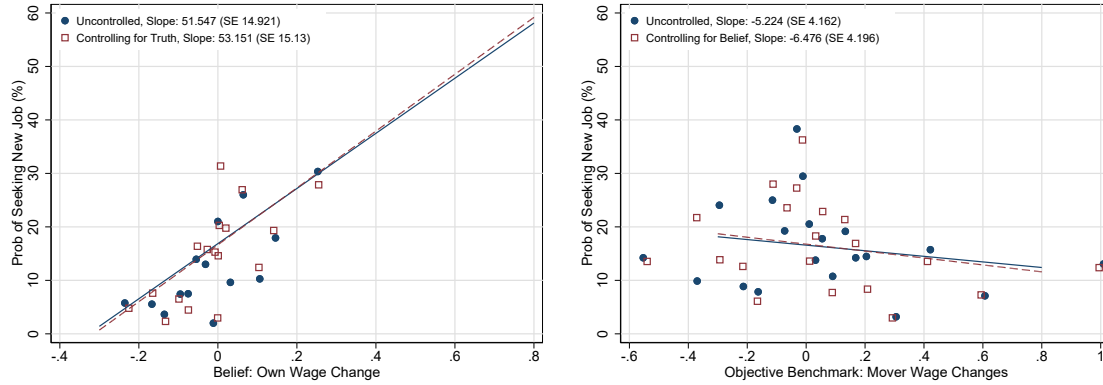 Uncontrolled, Slope: 51.547 (SE 14.921)
Controlling for Truth, Slope: 53.151 (SE 15.13)
Prob of Seeking New Job (%)
60
50
40
30
20
10
0
-.4 -.2 0 .2 .4 .6 .8
Belief: Own Wage Change
Uncontrolled, Slope: -5.224 (SE 4.162)
Controlling for Belief, Slope: -6.476 (SE 4.196)
Prob of Seeking New Job (%)
60
50
40
30
20
10
0
-.6 -.4 -.2 0 .2 .4 .6 .8 1
Objective Benchmark: Mover Wage Changes